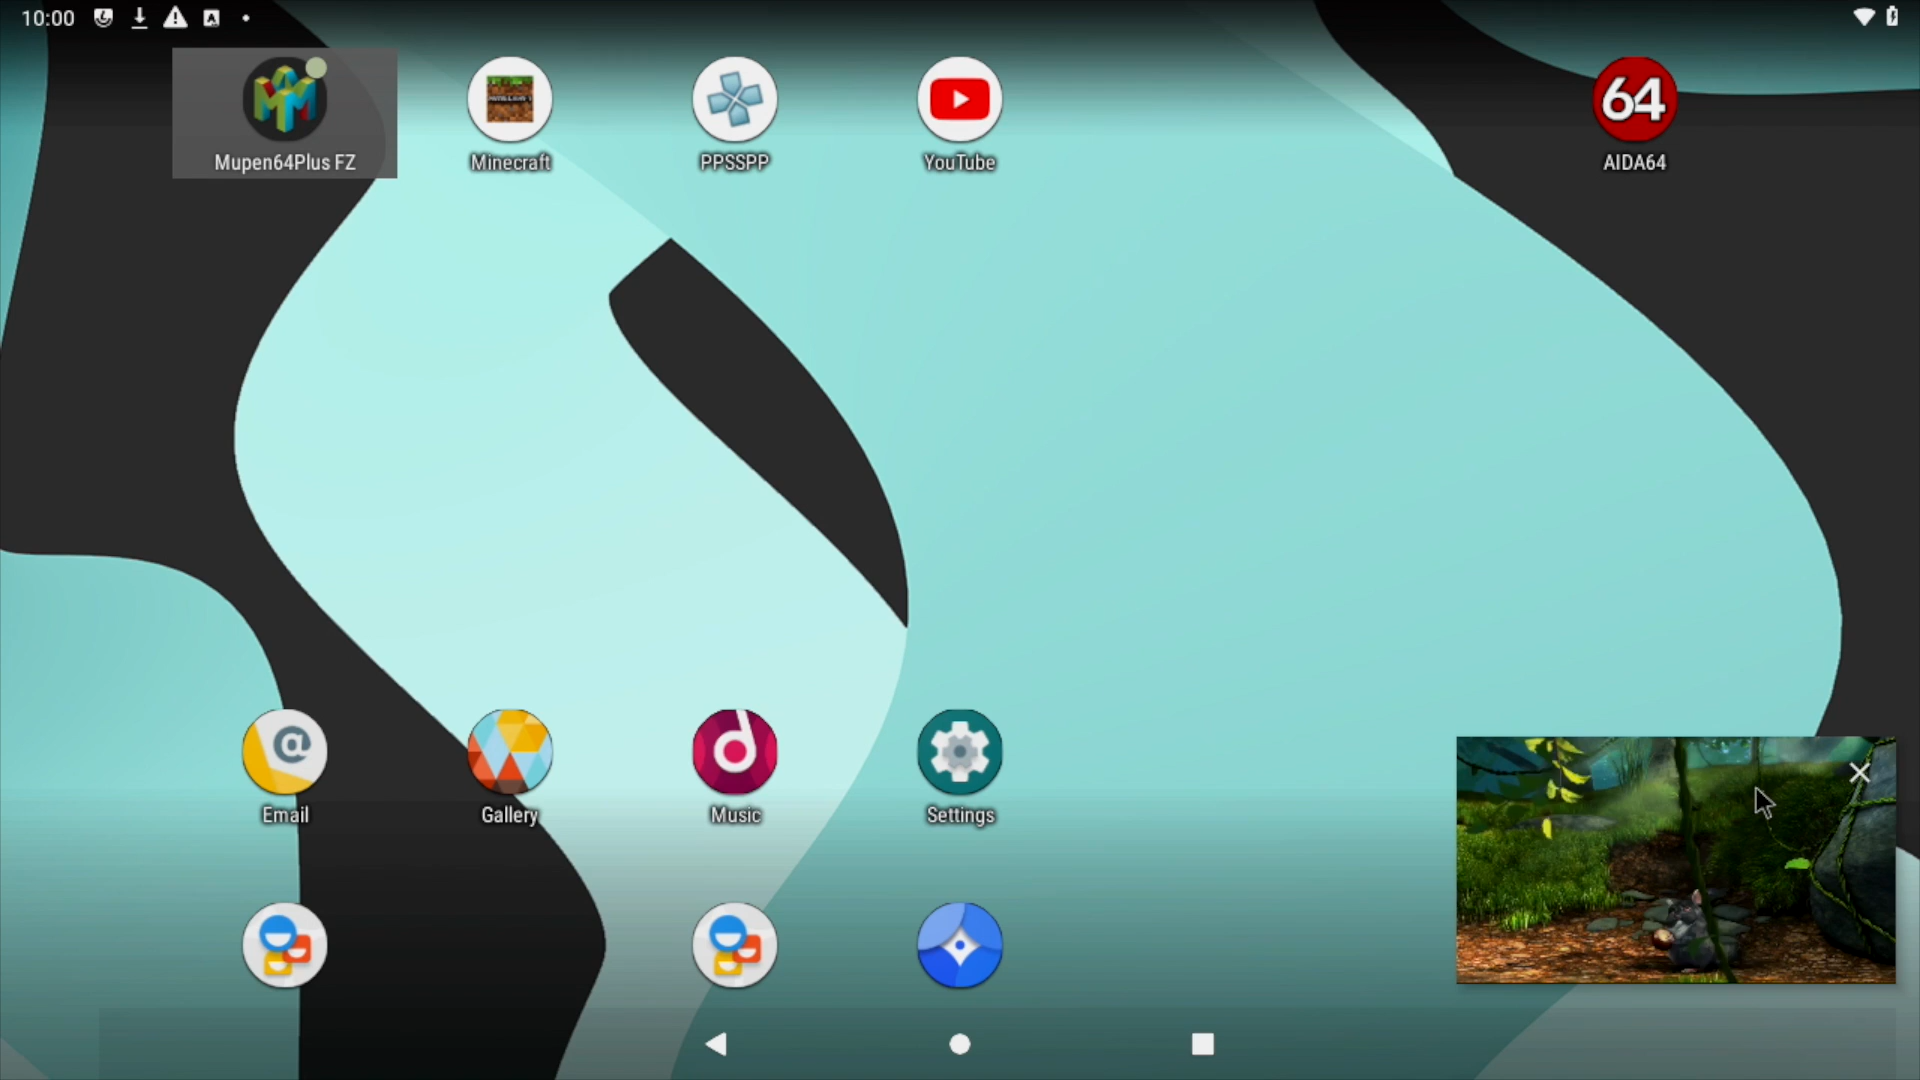 10:00
Mupen64Plus FZ
Minecraft
PPSSPP
YouTube
64
AIDA64
Email
Gallery
Music
Settings